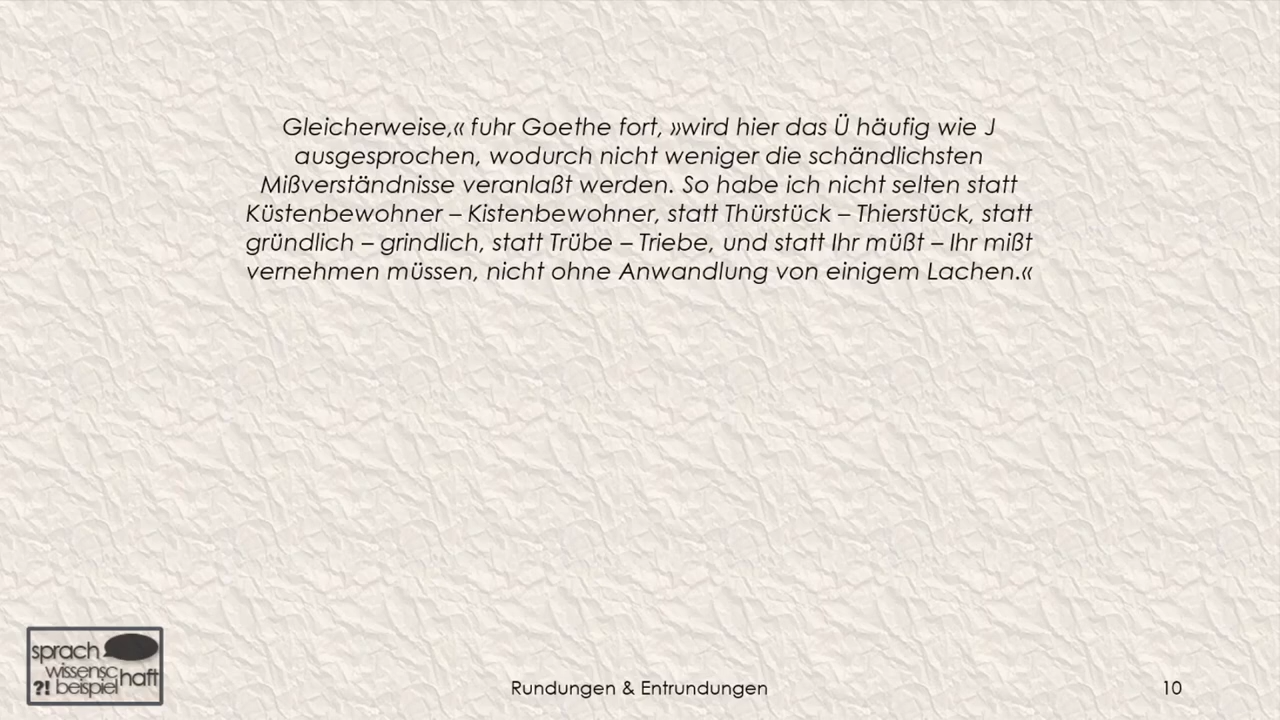 Gleicherweise,« fuhr Goethe fort, »wird hier das Ü häufig wie J
ausgesprochen, wodurch nicht weniger die schändlichsten
Mißverständnisse veranlaßt werden. So habe ich nicht selten statt
Küstenbewohner – Kistenbewohner, statt Thürstück – Thierstück, statt
gründlich – grindlich, statt Trübe – Triebe, und statt Ihr müßt – Ihr mißt
vernehmen müssen, nicht ohne Anwandlung von einigem Lachen.«
sprach
wissensc
haft
?! beispiel
Rundungen & Entrundungen
10